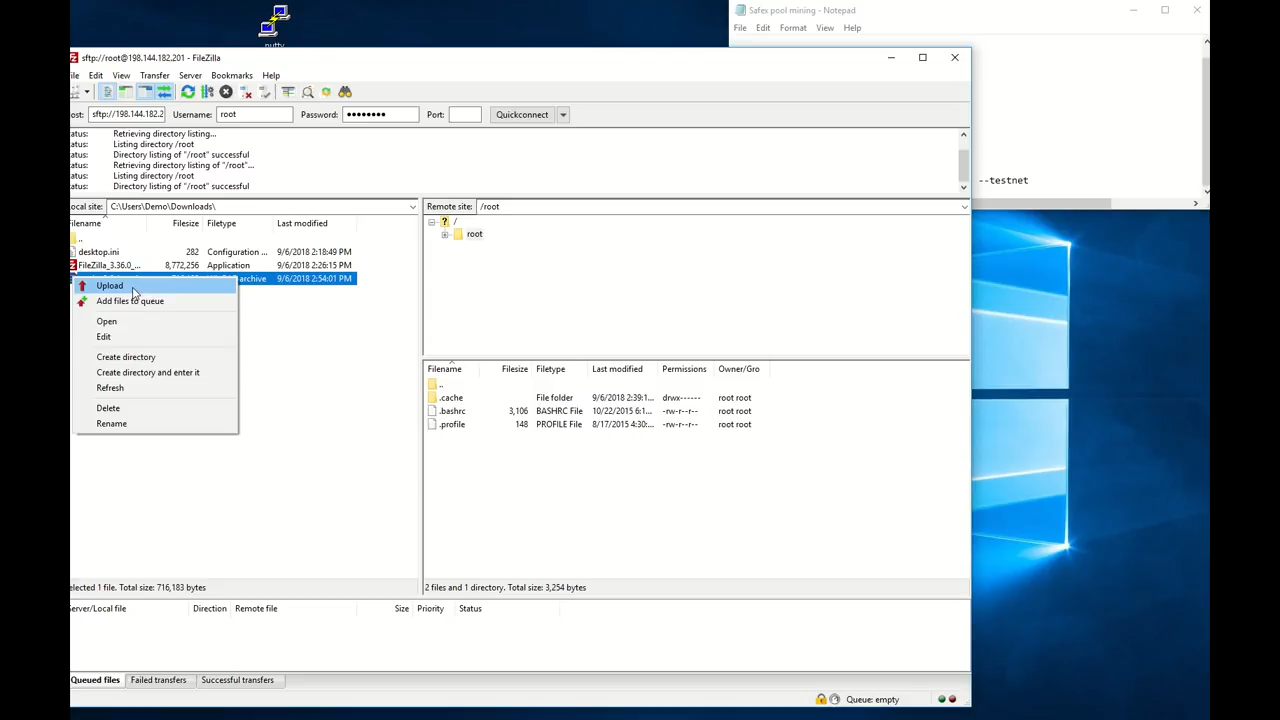 putty
Safex pool mining - Notepad
File Edit Format View Help
--testnet
sftp://root@198.144.182.201 - FileZilla
File Edit View Transfer Server Bookmarks Help
ost: sftp://198.144.182.2 Username: root Password: ●●●●●●●● Port: Quickconnect
atus: Retrieving directory listing...
atus: Listing directory /root
atus: Directory listing of "/root" successful
atus: Retrieving directory listing of "/root"...
atus: Listing directory /root
atus: Directory listing of "/root" successful
ocal site: C:\Users\Demo\Downloads\
Remote site: /root
/
root
ilename Filesize Filetype Last modified
..
desktop.ini 282 Configuration ... 9/6/2018 2:18:49 PM
FileZilla_3.36.0_... 8,772,256 Application 9/6/2018 2:26:15 PM
archive 9/6/2018 2:54:01 PM
Upload
Add files to queue
Open
Edit
Create directory
Create directory and enter it
Refresh
Delete
Rename
Filename Filesize Filetype Last modified Permissions Owner/Gro
..
.cache File folder 9/6/2018 2:39:1... drwx------ root root
.bashrc 3,106 BASHRC File 10/22/2015 6:1... -rw-r--r-- root root
.profile 148 PROFILE File 8/17/2015 4:30:... -rw-r--r-- root root
elected 1 file. Total size: 716,183 bytes
2 files and 1 directory. Total size: 3,254 bytes
Server/Local file Direction Remote file Size Priority Status
Queued files Failed transfers Successful transfers
Queue: empty